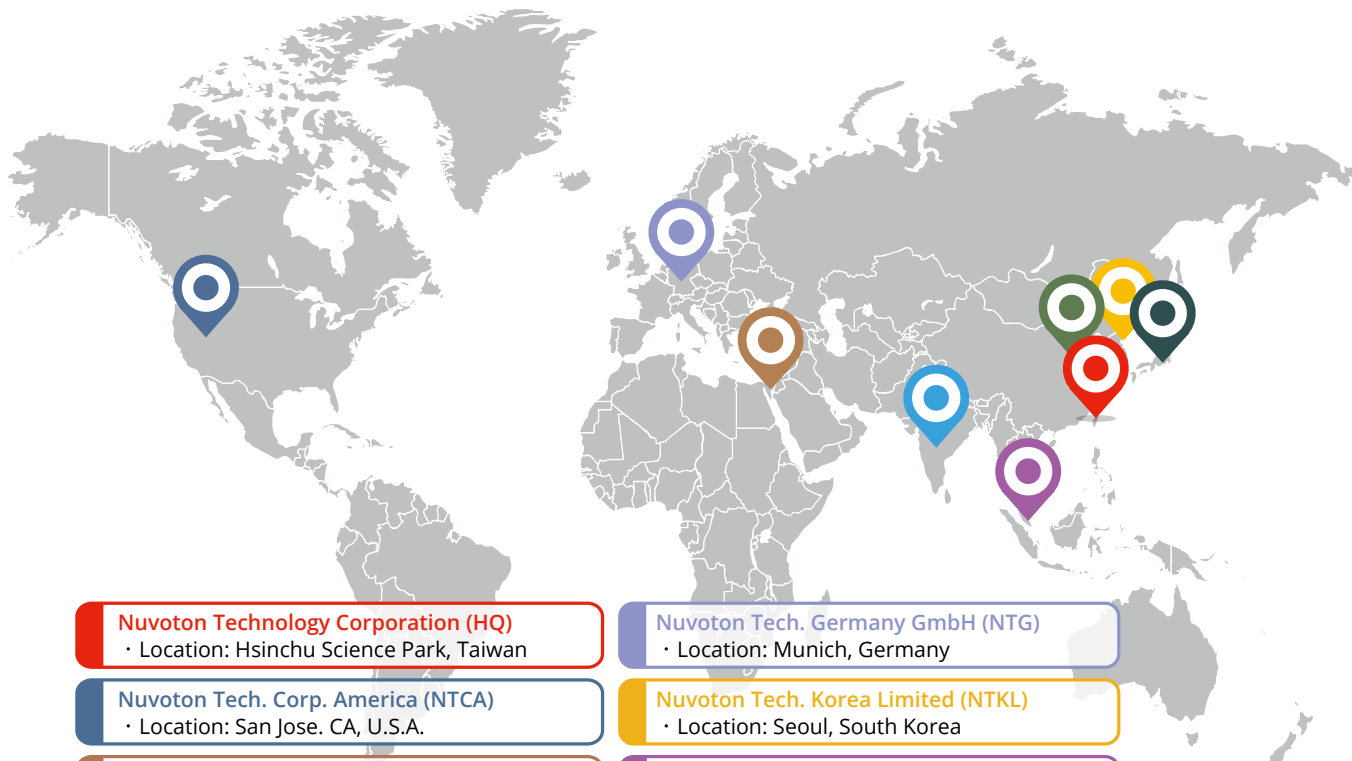 Nuvoton Technology Corporation (HQ)
· Location: Hsinchu Science Park, Taiwan
Nuvoton Tech. Germany GmbH (NTG)
· Location: Munich, Germany
Nuvoton Tech. Corp. America (NTCA)
· Location: San Jose. CA, U.S.A.
Nuvoton Tech. Korea Limited (NTKL)
· Location: Seoul, South Korea